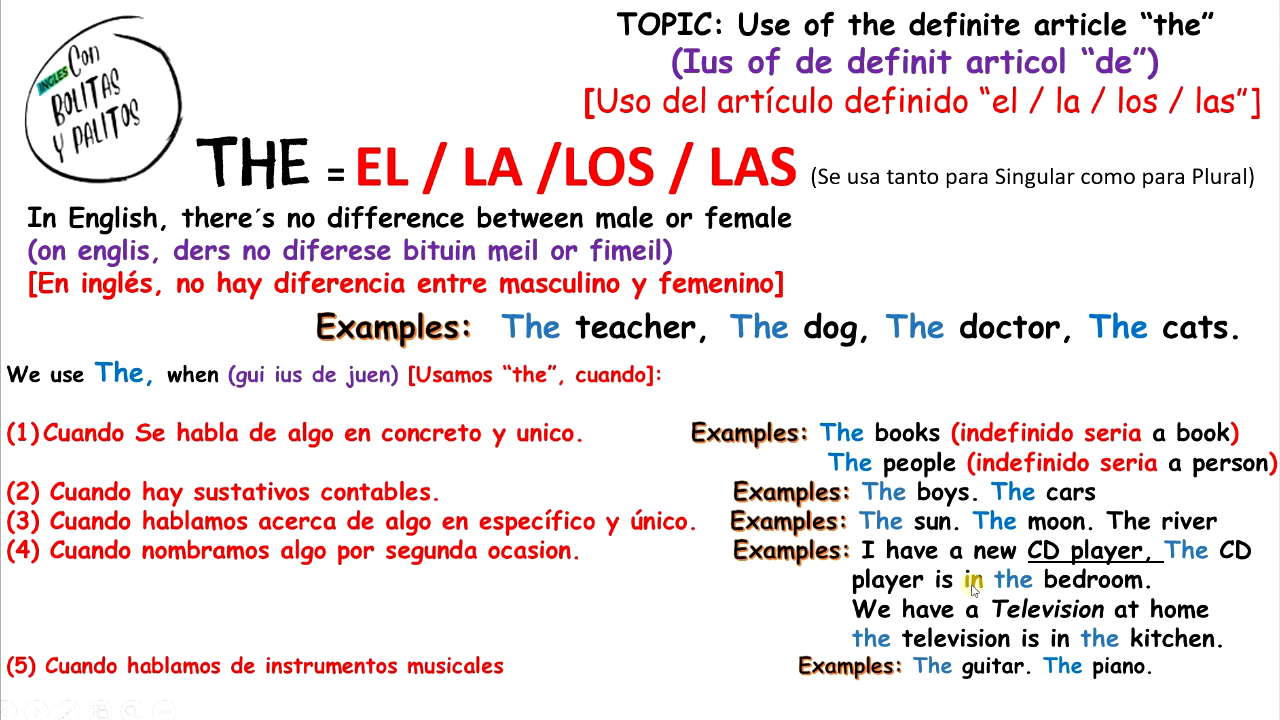 INGLES Con
BOLITAS
Y PALITOS
TOPIC: Use of the definite article “the”
(Ius of de definit articol “de”)
[Uso del artículo definido “el / la / los / las”]
THE = EL / LA /LOS / LAS (Se usa tanto para Singular como para Plural)
In English, there´s no difference between male or female
(on englis, ders no diferese bituin meil or fimeil)
[En inglés, no hay diferencia entre masculino y femenino]
Examples: The teacher, The dog, The doctor, The cats.
We use The, when (gui ius de juen) [Usamos “the”, cuando]:
(1) Cuando Se habla de algo en concreto y unico. Examples: The books (indefinido seria a book)
The people (indefinido seria a person)
(2) Cuando hay sustativos contables. Examples: The boys. The cars
(3) Cuando hablamos acerca de algo en específico y único. Examples: The sun. The moon. The river
(4) Cuando nombramos algo por segunda ocasion. Examples: I have a new CD player, The CD
player is in the bedroom.
We have a Television at home
the television is in the kitchen.
(5) Cuando hablamos de instrumentos musicales Examples: The guitar. The piano.